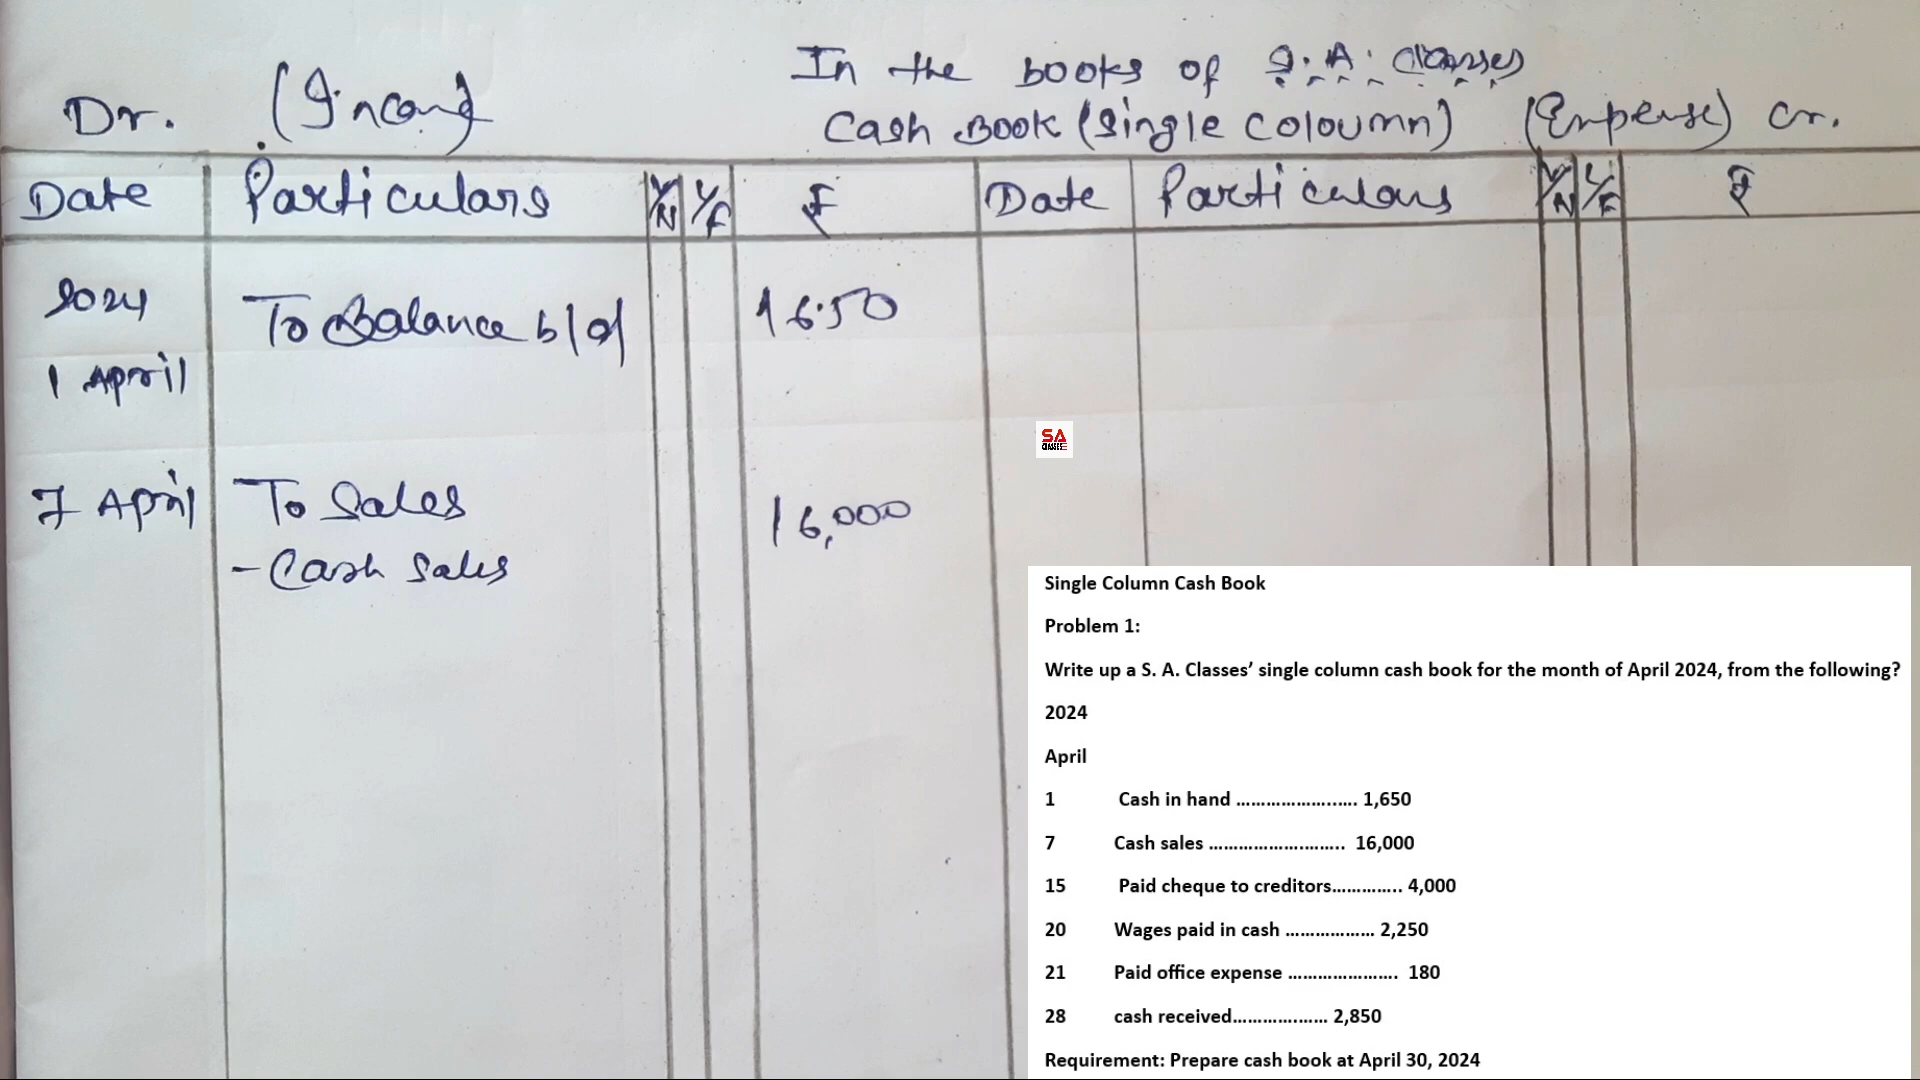 In the books of S. A. Classes
Dr. (Income) Cash Book (Single Coloumn) (Expense) Cr.
Date Particulars V/N L/F ₹ Date Particulars V/N L/F ₹
2024 To Balance b/d 1650
1 April
7 April To Sales 16,000
- Cash Sales
SA
CLASSES
Single Column Cash Book
Problem 1:
Write up a S. A. Classes’ single column cash book for the month of April 2024, from the following?
2024
April
1 Cash in hand ........................ 1,650
7 Cash sales ........................... 16,000
15 Paid cheque to creditors.............. 4,000
20 Wages paid in cash .................. 2,250
21 Paid office expense ...................... 180
28 cash received................... 2,850
Requirement: Prepare cash book at April 30, 2024